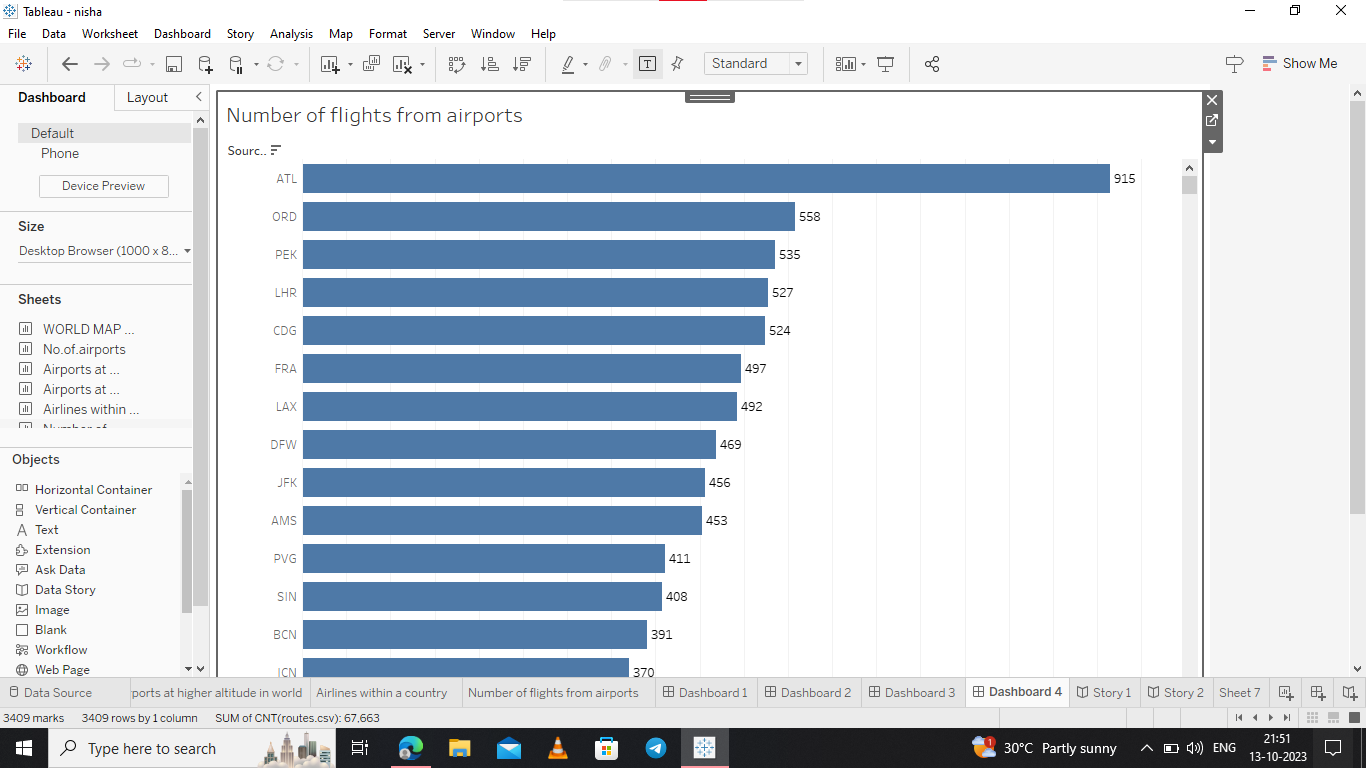 Tableau - nisha
File Data Worksheet Dashboard Story Analysis Map Format Server Window Help
Standard
Show Me
Dashboard Layout
Default
Phone
Device Preview
Size
Desktop Browser (1000 x 8...
Sheets
WORLD MAP ...
No.of.airports
Airports at ...
Airports at ...
Airlines within ...
Number of
Objects
Horizontal Container
Vertical Container
Text
Extension
Ask Data
Data Story
Image
Blank
Workflow
Web Page
Number of flights from airports
Sourc..
ATL 915
ORD 558
PEK 535
LHR 527
CDG 524
FRA 497
LAX 492
DFW 469
JFK 456
AMS 453
PVG 411
SIN 408
BCN 391
ICN 370
Data Source ports at higher altitude in world Airlines within a country Number of flights from airports Dashboard 1 Dashboard 2 Dashboard 3 Dashboard 4 Story 1 Story 2 Sheet 7
3409 marks 3409 rows by 1 column SUM of CNT(routes.csv): 67,663
Type here to search
1 30°C Partly sunny ENG 21:51
13-10-2023